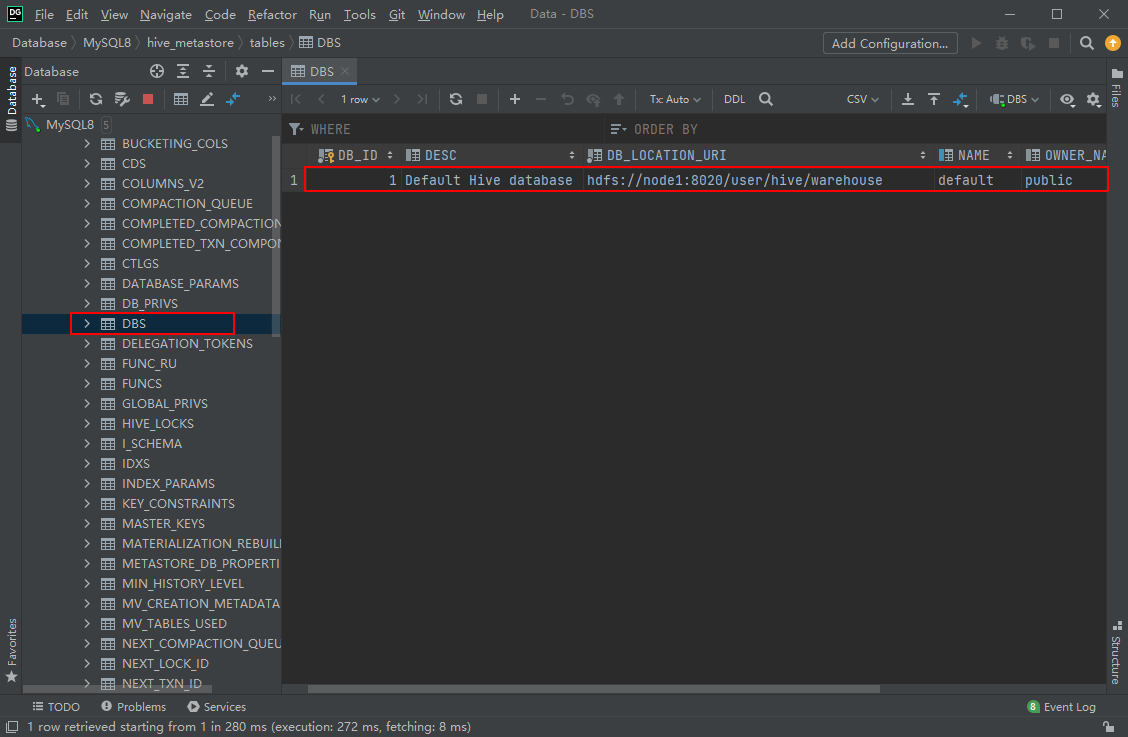 DG File Edit View Navigate Code Refactor Run Tools Git Window Help Data - DBS
Database MySQL8 hive_metastore tables DBS Add Configuration...
Database
Database
DBS
Files
1 row Tx: Auto DDL CSV DBS
MySQL8 5
WHERE ORDER BY
DB_ID DESC DB_LOCATION_URI NAME OWNER_NA
1 1 Default Hive database hdfs://node1:8020/user/hive/warehouse default public
BUCKETING_COLS
CDS
COLUMNS_V2
COMPACTION_QUEUE
COMPLETED_COMPACTION
COMPLETED_TXN_COMPON
CTLGS
DATABASE_PARAMS
DB_PRIVS
DBS
DELEGATION_TOKENS
FUNC_RU
FUNCS
GLOBAL_PRIVS
HIVE_LOCKS
I_SCHEMA
IDXS
INDEX_PARAMS
KEY_CONSTRAINTS
MASTER_KEYS
MATERIALIZATION_REBUIL
METASTORE_DB_PROPERTI
MIN_HISTORY_LEVEL
MV_CREATION_METADATA
MV_TABLES_USED
NEXT_COMPACTION_QUEU
NEXT_LOCK_ID
NEXT_TXN_ID
Favorites
Structure
TODO Problems Services 8 Event Log
1 row retrieved starting from 1 in 280 ms (execution: 272 ms, fetching: 8 ms)